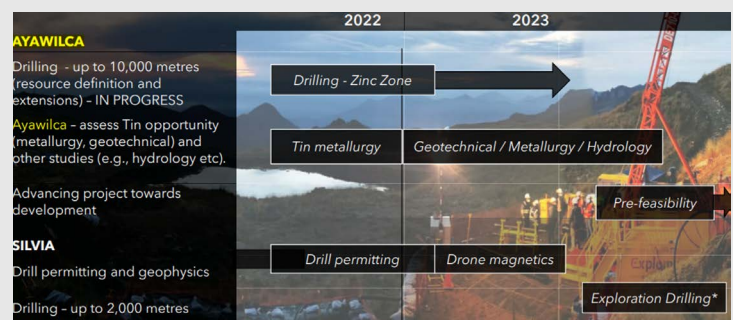 2022 2023
AYAWILCA
Drilling - up to 10,000 metres
(resource definition and
extensions) – IN PROGRESS
Drilling - Zinc Zone
Ayawilca – assess Tin opportunity
(metallurgy, geotechnical) and
other studies (e.g., hydrology etc).
Tin metallurgy Geotechnical / Metallurgy / Hydrology
Advancing project towards
development
Pre-feasibility
SILVIA
Drill permitting and geophysics
Drill permitting Drone magnetics
Drilling – up to 2,000 metres
Exploration Drilling*